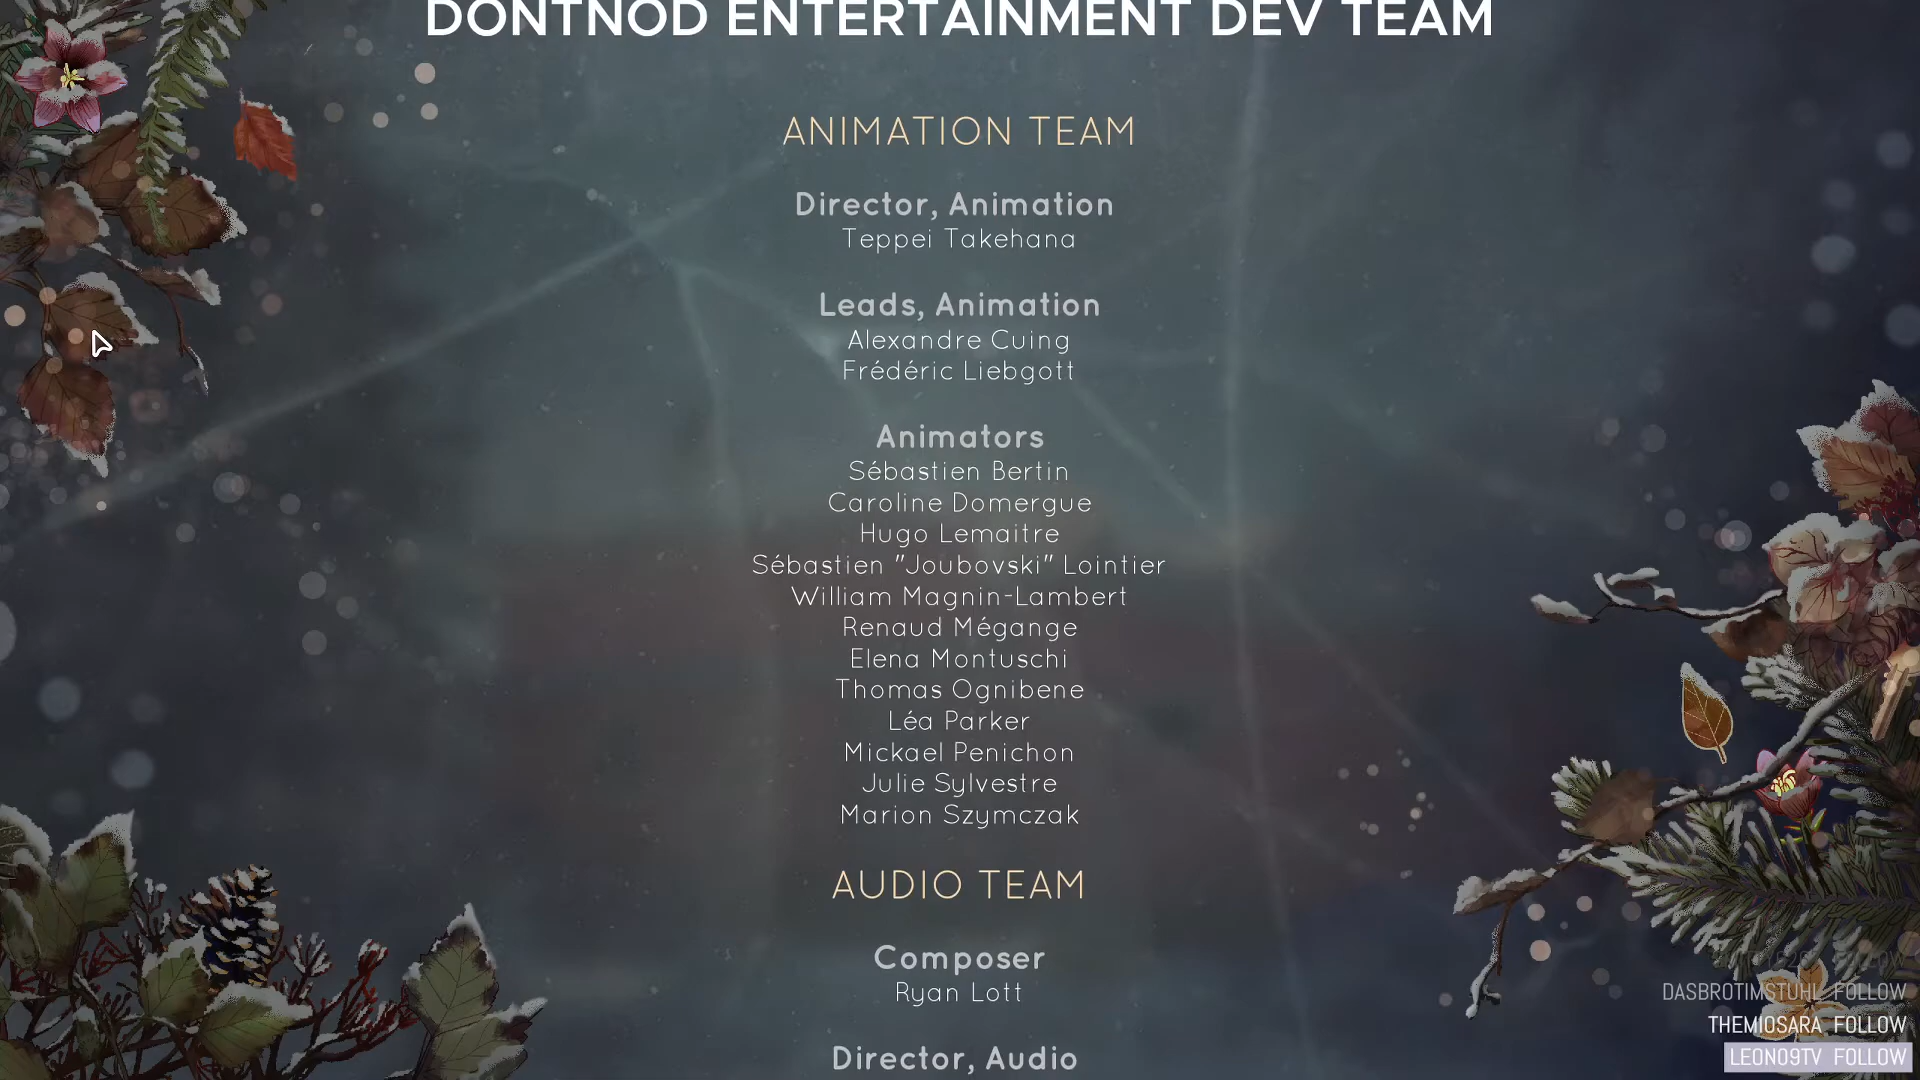 DONTNOD ENTERTAINMENT DEV TEAM
ANIMATION TEAM
Director, Animation
Teppei Takehana
Leads, Animation
Alexandre Cuing
Frédéric Liebgott
Animators
Sébastien Bertin
Caroline Domergue
Hugo Lemaitre
Sébastien "Joubovski" Lointier
William Magnin-Lambert
Renaud Mégange
Elena Montuschi
Thomas Ognibene
Léa Parker
Mickael Penichon
Julie Sylvestre
Marion Szymczak
AUDIO TEAM
Composer
Ryan Lott
Director, Audio
FOLLOW
DASBROTIMSTUHL FOLLOW
THEMIOSARA FOLLOW
LEONO9TV FOLLOW